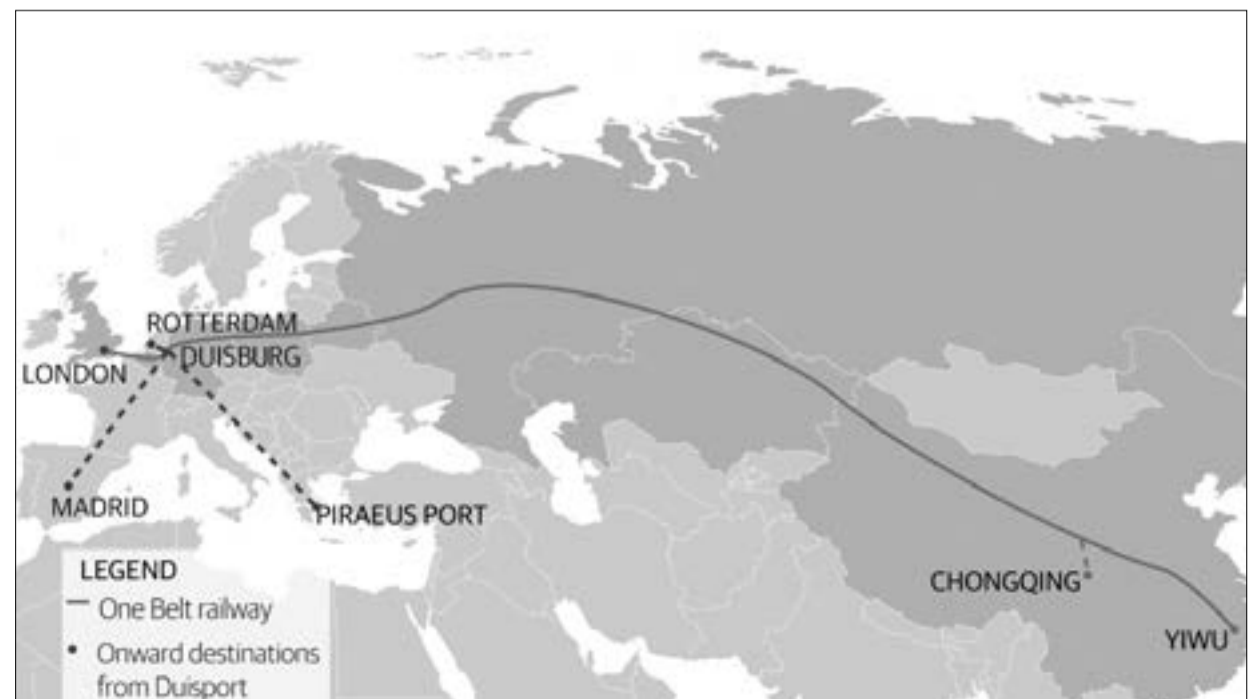 ROTTERDAM
DUISBURG
LONDON
MADRID
PIRAEUS PORT
CHONGQING
YIWU
LEGEND
One Belt railway
Onward destinations
from Duisport